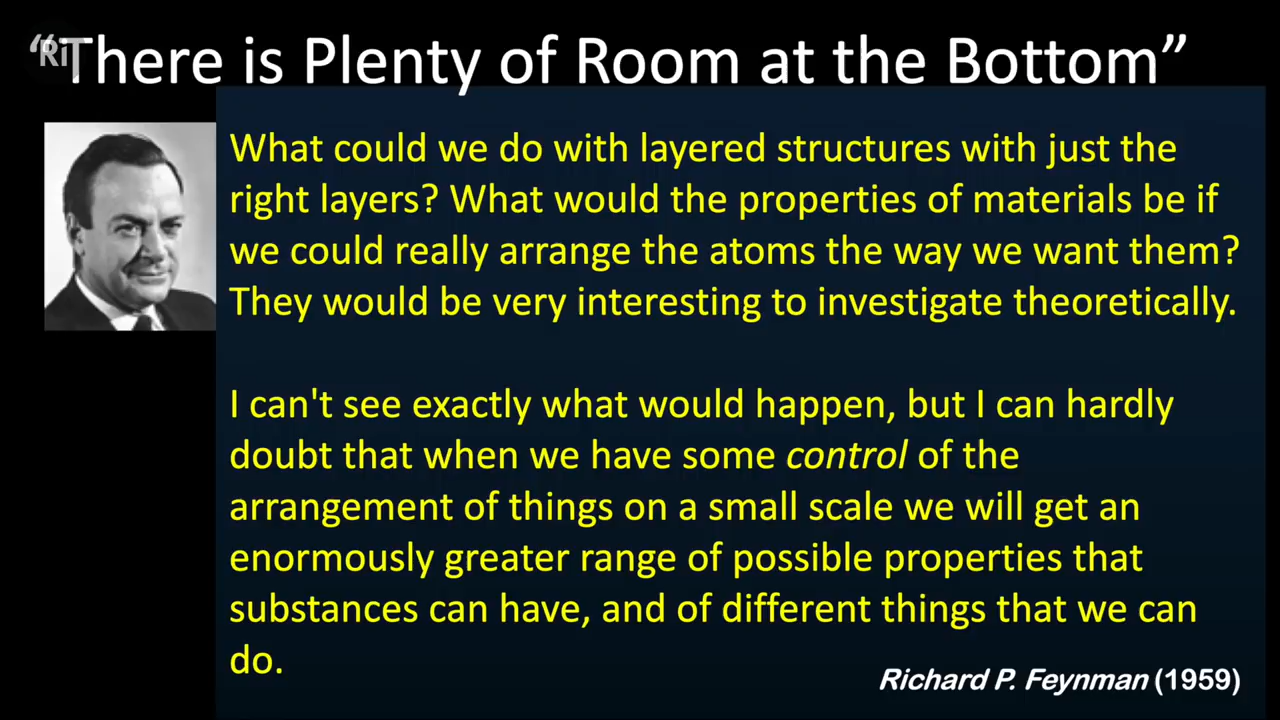 “There is Plenty of Room at the Bottom”
Ri
What could we do with layered structures with just the
right layers? What would the properties of materials be if
we could really arrange the atoms the way we want them?
They would be very interesting to investigate theoretically.
I can't see exactly what would happen, but I can hardly
doubt that when we have some control of the
arrangement of things on a small scale we will get an
enormously greater range of possible properties that
substances can have, and of different things that we can
do.
Richard P. Feynman (1959)